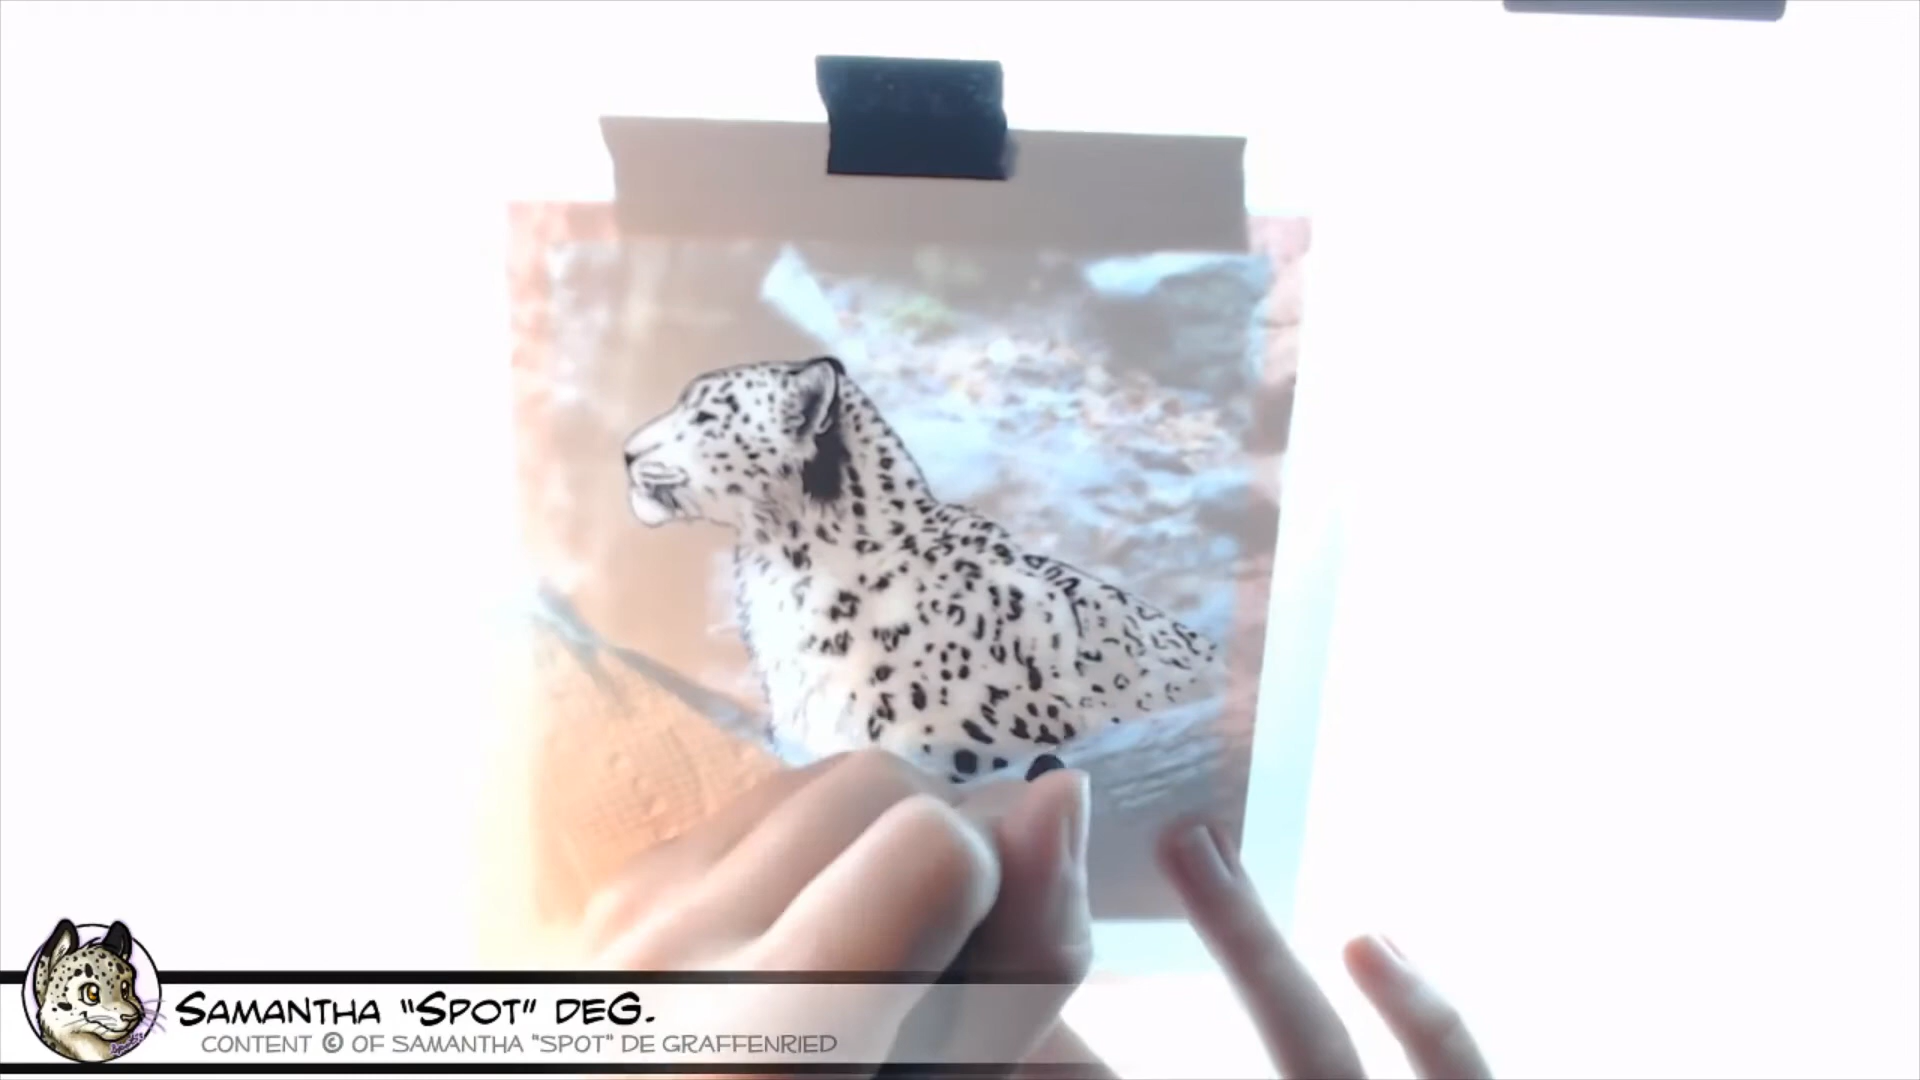 Samantha "Spot" deG.
Content © of Samantha "Spot" de Graffenried